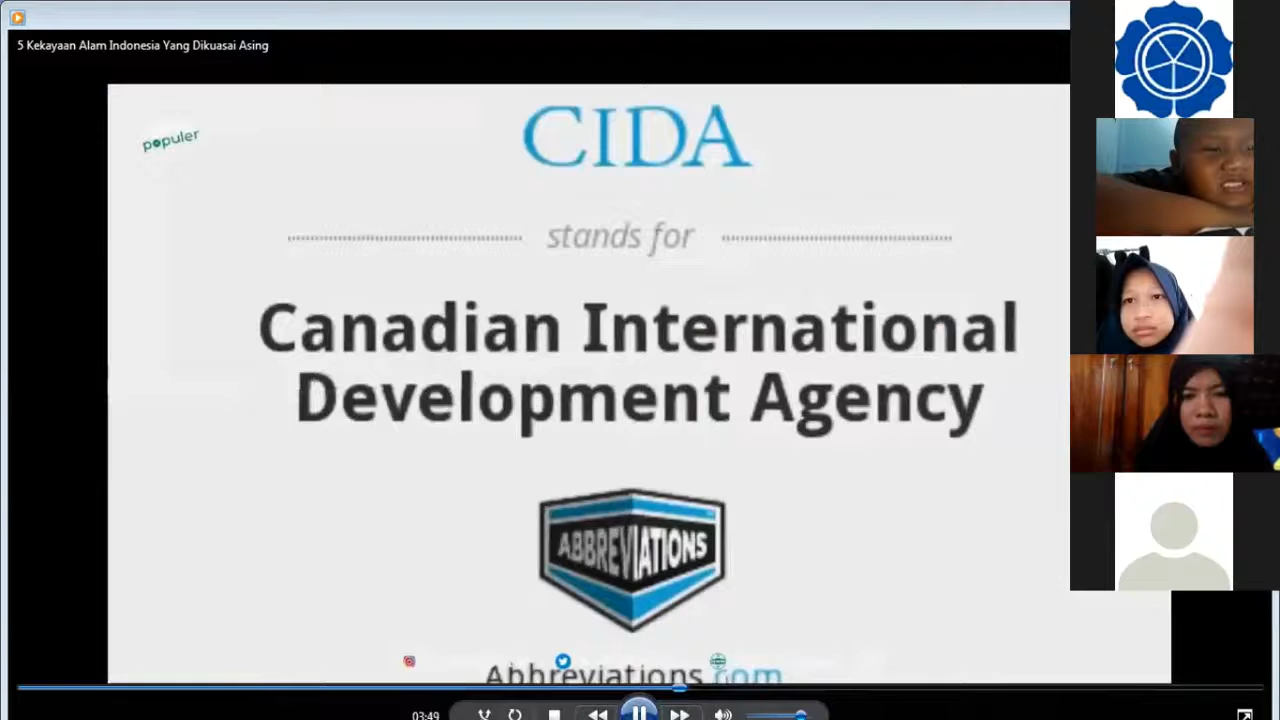 5 Kekayaan Alam Indonesia Yang Dikuasai Asing
populer
CIDA
stands for
Canadian International
Development Agency
ABBREVIATIONS
Abbreviations.com
03:49